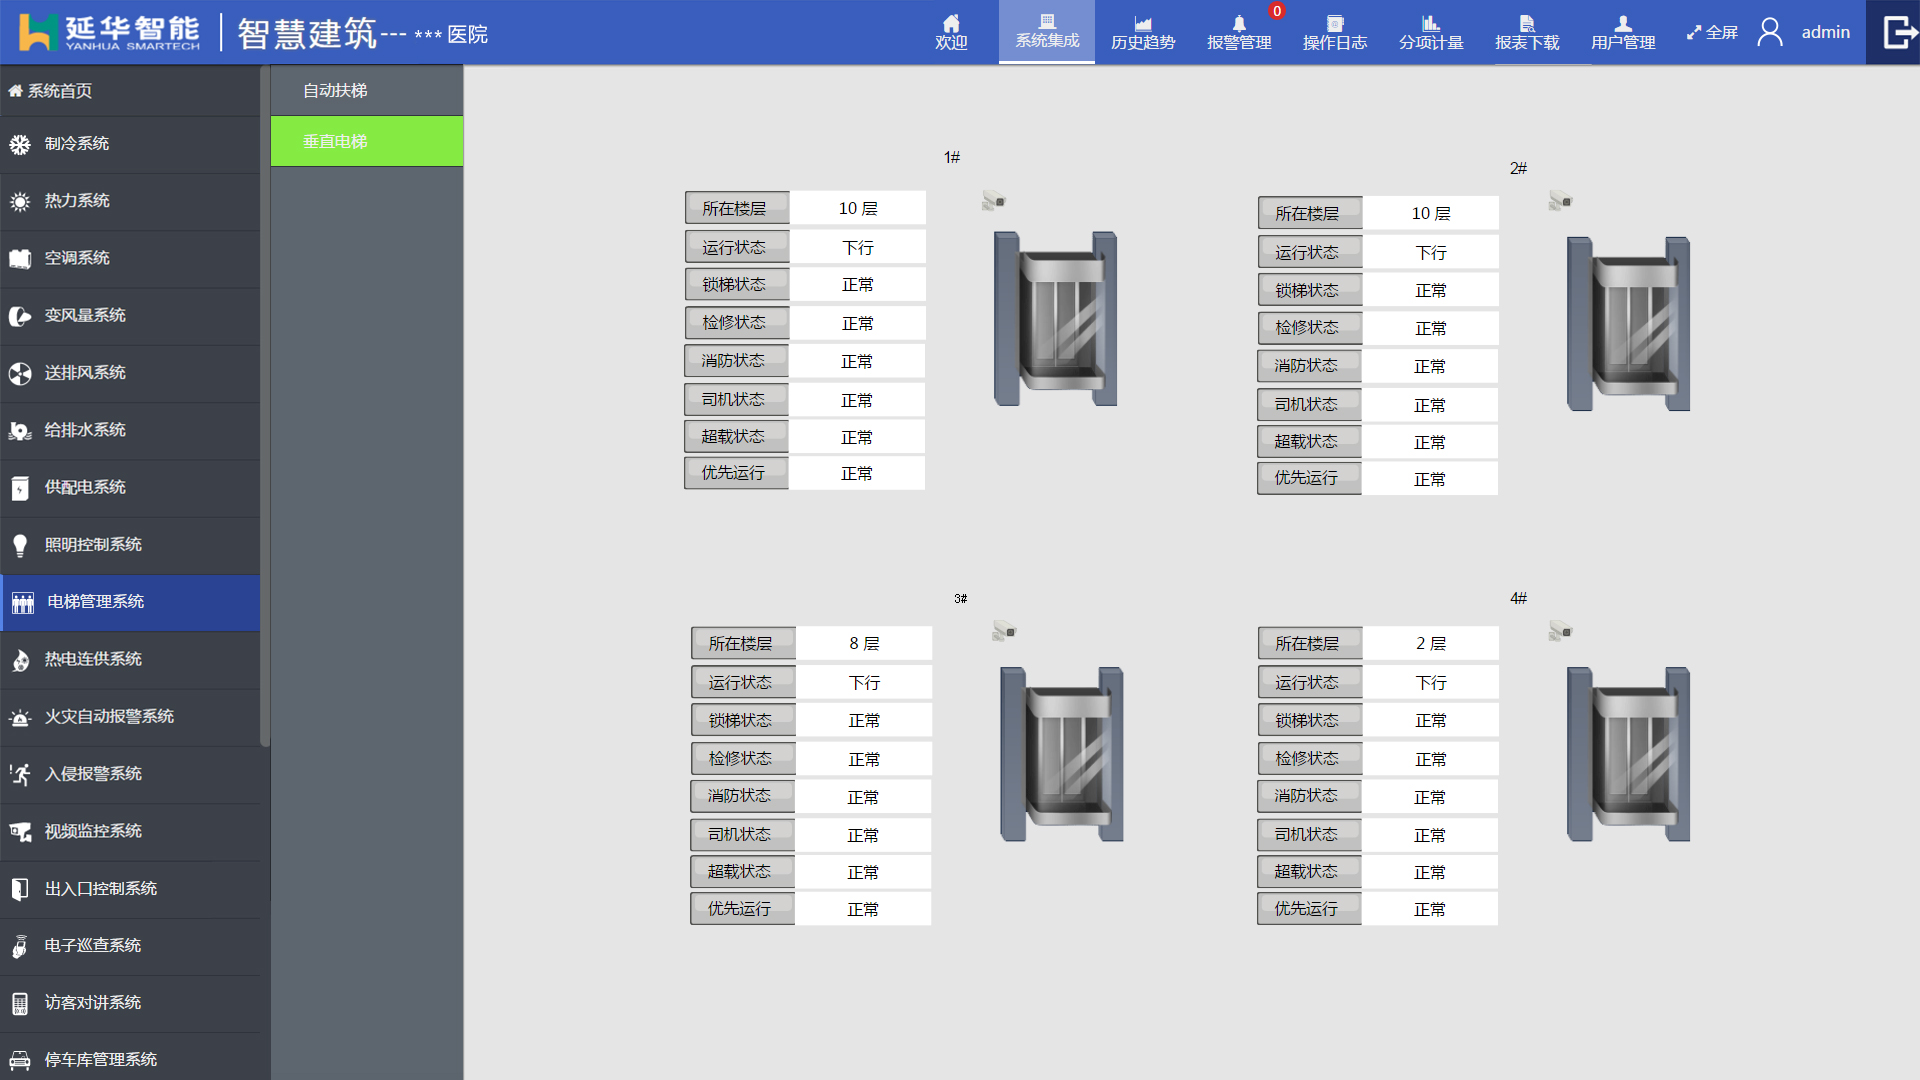 延华智能
YANHUA SMARTECH
智慧建筑--- *** 医院
欢迎
系统集成
历史趋势
报警管理
0
操作日志
分项计量
报表下载
用户管理
全屏
admin
系统首页
制冷系统
热力系统
空调系统
变风量系统
送排风系统
给排水系统
供配电系统
照明控制系统
电梯管理系统
热电连供系统
火灾自动报警系统
入侵报警系统
视频监控系统
出入口控制系统
电子巡查系统
访客对讲系统
停车库管理系统
自动扶梯
垂直电梯
1#
所在楼层 10 层
运行状态 下行
锁梯状态 正常
检修状态 正常
消防状态 正常
司机状态 正常
超载状态 正常
优先运行 正常
2#
所在楼层 10 层
运行状态 下行
锁梯状态 正常
检修状态 正常
消防状态 正常
司机状态 正常
超载状态 正常
优先运行 正常
3#
所在楼层 8 层
运行状态 下行
锁梯状态 正常
检修状态 正常
消防状态 正常
司机状态 正常
超载状态 正常
优先运行 正常
4#
所在楼层 2 层
运行状态 下行
锁梯状态 正常
检修状态 正常
消防状态 正常
司机状态 正常
超载状态 正常
优先运行 正常